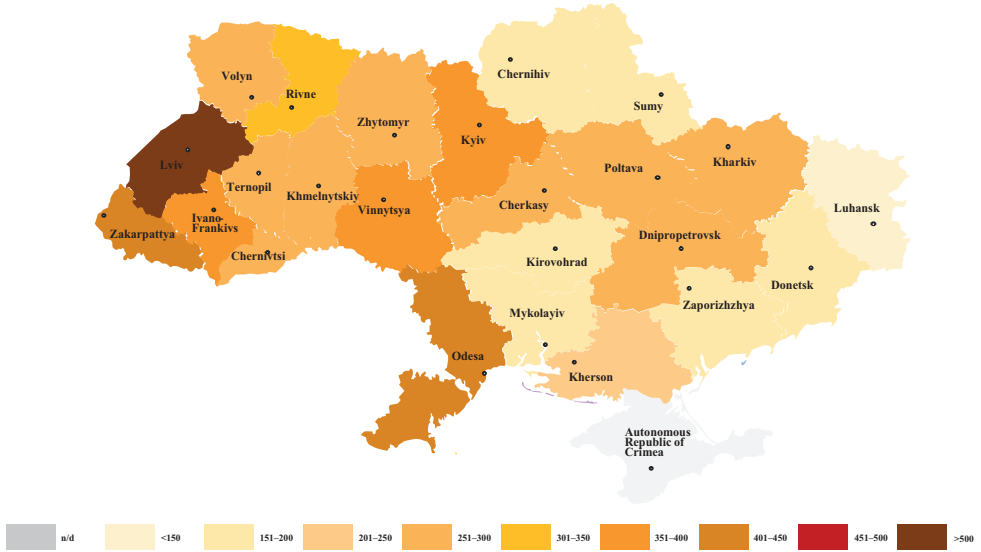 Chernihiv
Volyn
Rivne
Sumy
Zhytomyr
Kyiv
Kharkiv
Lviv
Poltava
Ternopil
Khmelnytskiy
Cherkasy
Vinnytsya
Luhansk
Ivano-
Frankivs
Zakarpattya
Dnipropetrovsk
Chernivtsi
Kirovohrad
Donetsk
Zaporizhzhya
Mykolayiv
Odesa
Kherson
Autonomous
Republic of
Crimea
n/d <150 151–200 201–250 251–300 301–350 351–400 401–450 451–500 >500